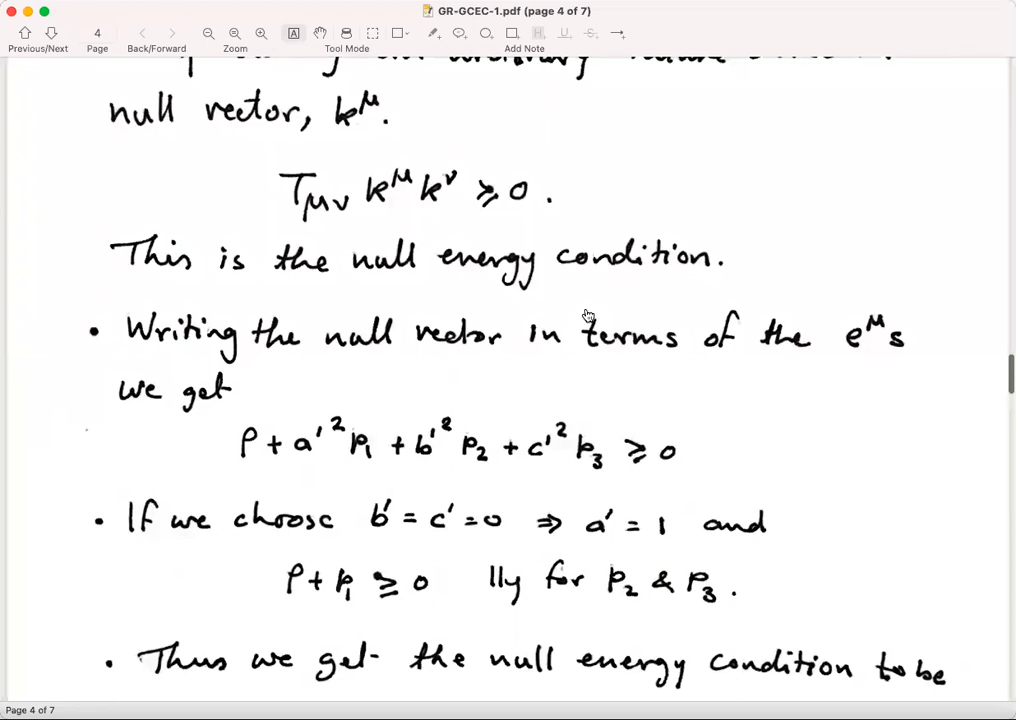 GR-GCEC-1.pdf (page 4 of 7)
4
Previous/Next Page Back/Forward Zoom Tool Mode Add Note
null vector, k^μ.
T_μν k^μ k^ν ≥ 0.
This is the null energy condition.
• Writing the null vector in terms of the e^μs
we get
ρ + a'^2 p_1 + b'^2 p_2 + c'^2 p_3 ≥ 0
• If we choose b' = c' = 0 ⇒ a' = 1 and
ρ + p_1 ≥ 0 lly for p_2 & p_3.
• Thus we get the null energy condition to be
Page 4 of 7